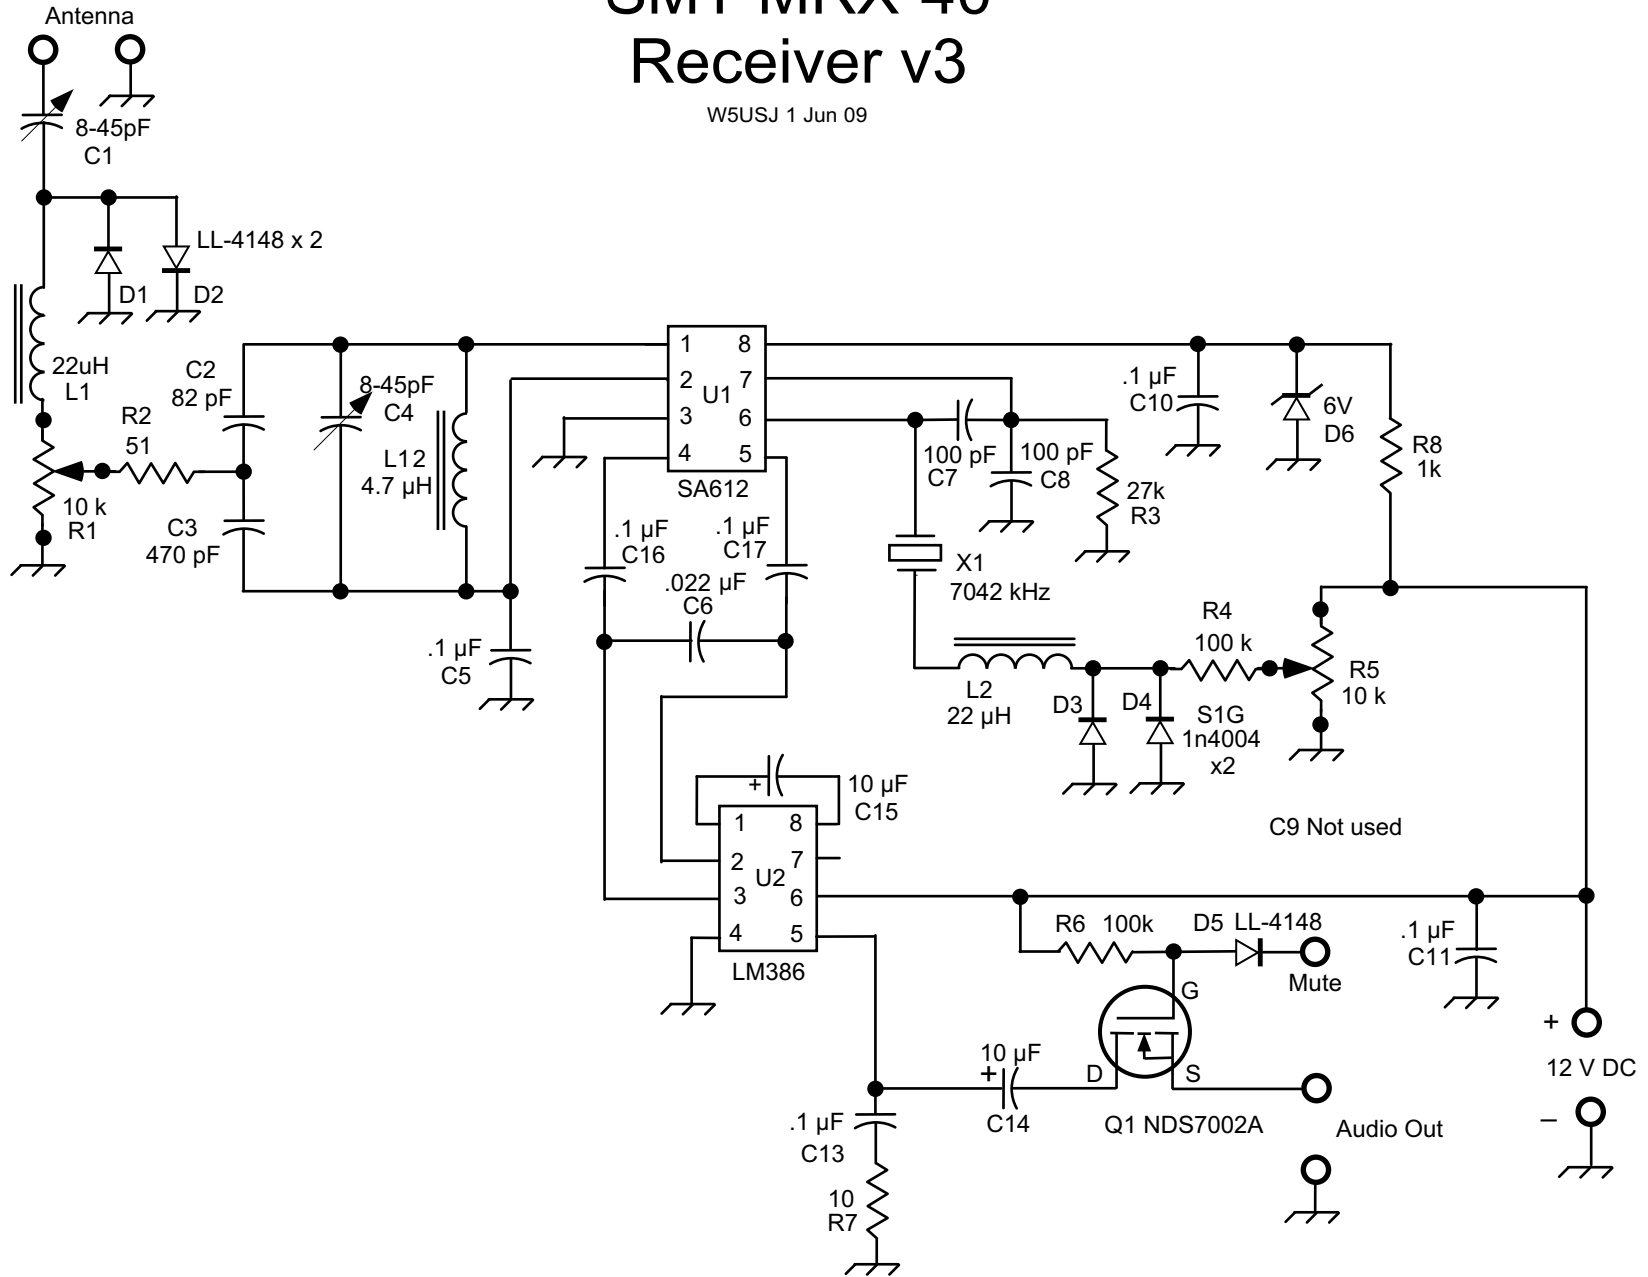 SMT MRX 40
Receiver v3
W5USJ 1 Jun 09
Antenna
8-45pF
C1
LL-4148 x 2
D1
D2
22uH
L1
C2
82 pF
R2
51
10 k
R1
C3
470 pF
8-45pF
C4
L12
4.7 µH
.1 µF
C5
1
2
3
4
8
7
6
5
U1
SA612
.1 µF
C16
.1 µF
C17
.022 µF
C6
100 pF
C7
100 pF
C8
27k
R3
.1 µF
C10
6V
D6
R8
1k
X1
7042 kHz
L2
22 µH
D3
D4
S1G
1n4004
x2
R4
100 k
R5
10 k
C9 Not used
+
10 µF
C15
1
2
3
4
8
7
6
5
U2
LM386
R6 100k
D5 LL-4148
Mute
G
D
S
Q1 NDS7002A
10 µF
+
C14
.1 µF
C13
10
R7
Audio Out
.1 µF
C11
+
12 V DC
–